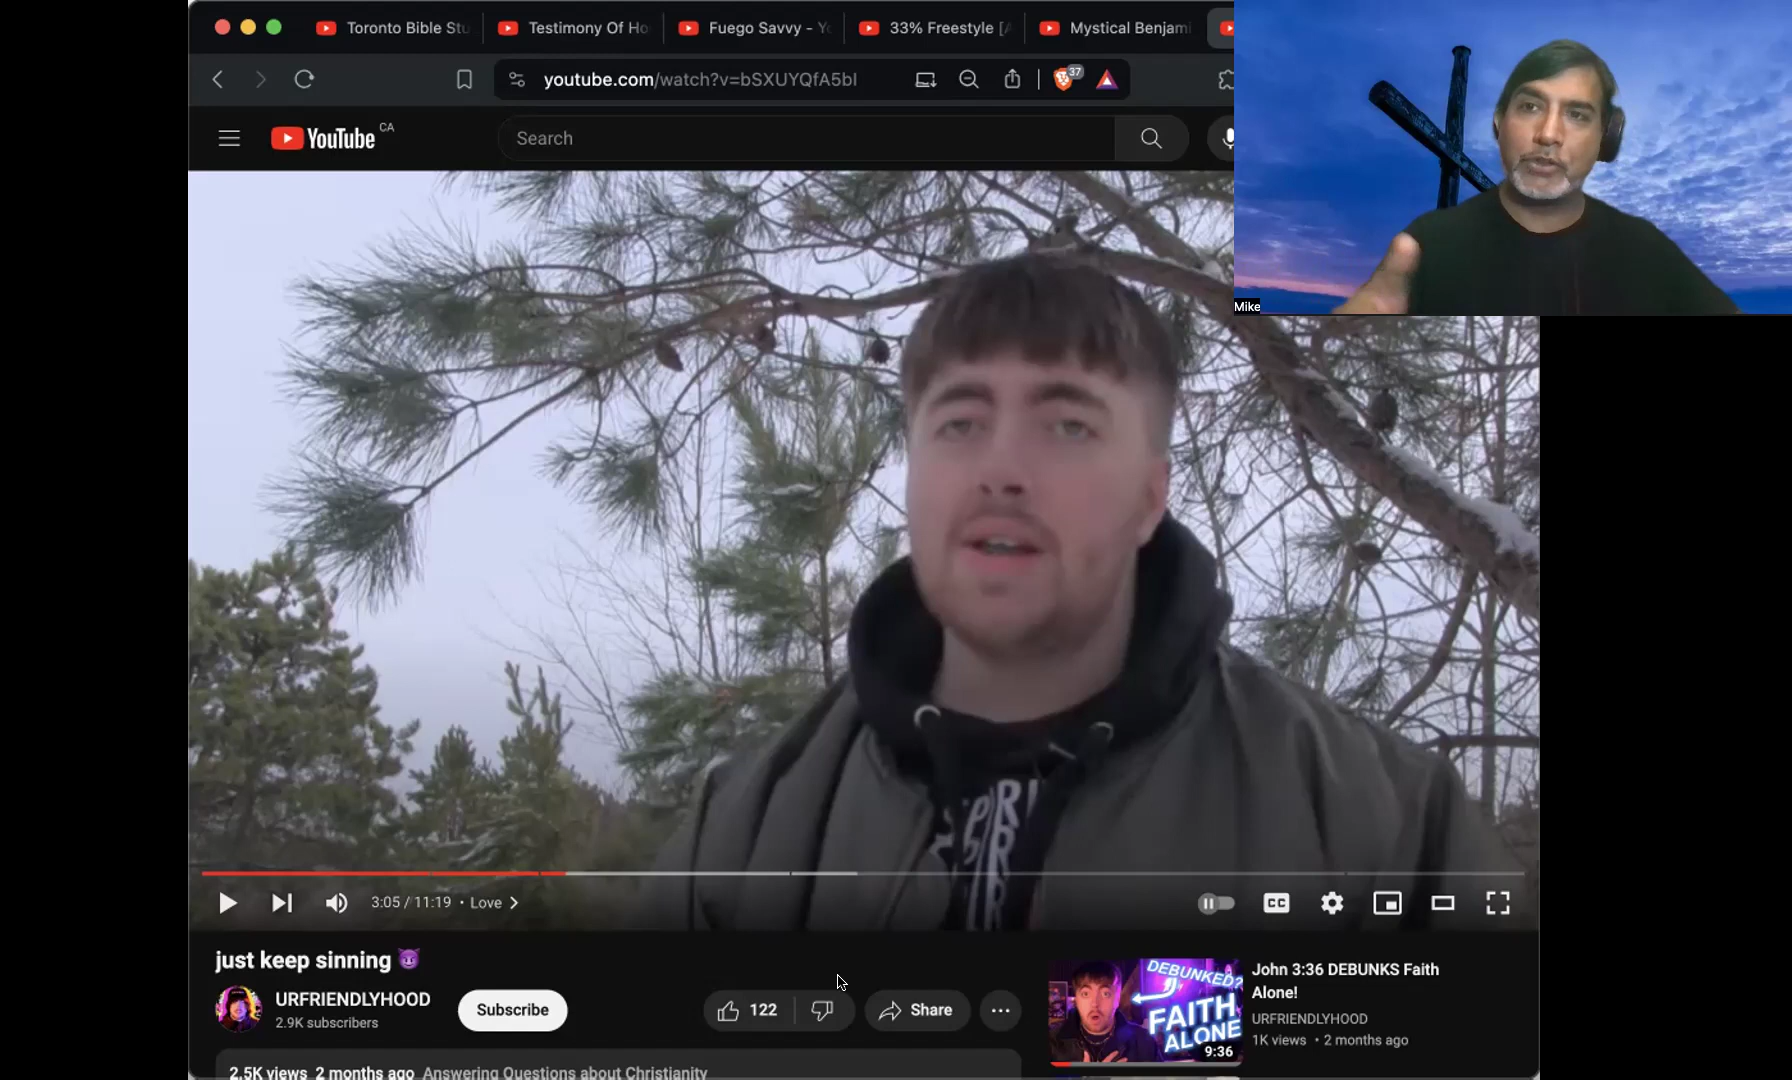 Toronto Bible Stu
Testimony Of Ho
Fuego Savvy - Yo
33% Freestyle [A
Mystical Benjami
youtube.com/watch?v=bSXUYQfA5bI
37
YouTube CA
Search
Mike
3:05 / 11:19 • Love
CC
just keep sinning 😈
URFRIENDLYHOOD
2.9K subscribers
Subscribe
122
Share
2.5K views 2 months ago Answering Questions about Christianity
DEBUNKED?
FAITH
ALONE
9:36
John 3:36 DEBUNKS Faith
Alone!
URFRIENDLYHOOD
1K views • 2 months ago